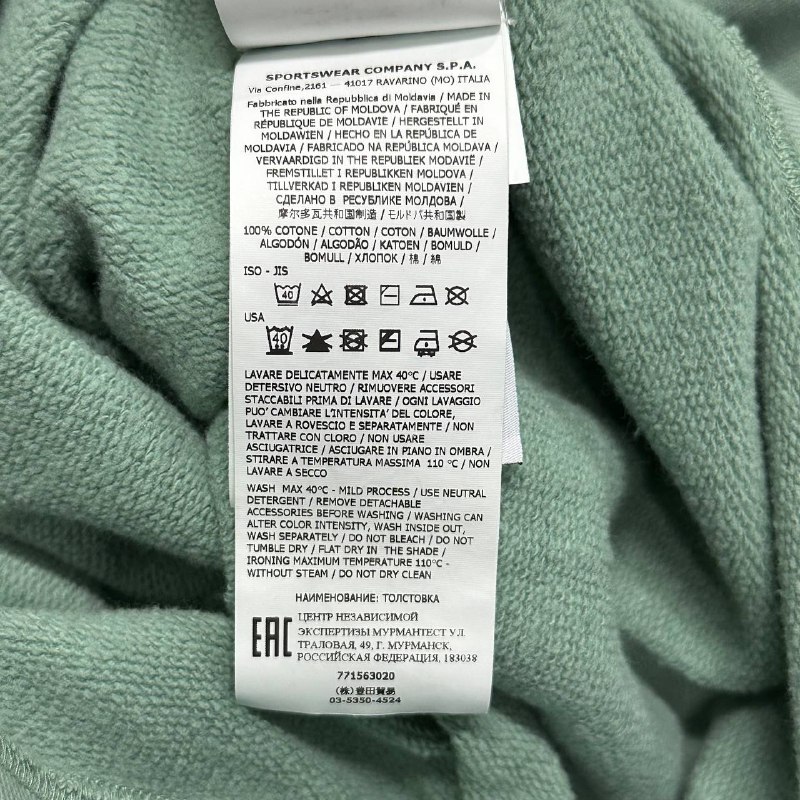 SPORTSWEAR COMPANY S.P.A.
Via Confine,2161 — 41017 RAVARINO (MO) ITALIA
Fabbricato nella Repubblica di Moldavia / MADE IN
THE REPUBLIC OF MOLDOVA / FABRIQUÉ EN
RÉPUBLIQUE DE MOLDAVIE / HERGESTELLT IN
MOLDAWIEN / HECHO EN LA REPÚBLICA DE
MOLDAVIA / FABRICADO NA REPÚBLICA MOLDAVA /
VERVAARDIGD IN THE REPUBLIEK MODAVIË /
FREMSTILLET I REPUBLIKKEN MOLDOVA /
TILLVERKAD I REPUBLIKEN MOLDAVIEN /
СДЕЛАНО В РЕСПУБЛИКЕ МОЛДОВА /
摩尔多瓦共和国制造 / モルドバ共和国製
100% COTONE / COTTON / COTON / BAUMWOLLE /
ALGODÓN / ALGODÃO / KATOEN / BOMULD /
BOMULL / ХЛОПОК / 棉 / 綿
ISO - JIS
40
USA
40
LAVARE DELICATAMENTE MAX 40°C / USARE
DETERSIVO NEUTRO / RIMUOVERE ACCESSORI
STACCABILI PRIMA DI LAVARE / OGNI LAVAGGIO
PUO' CAMBIARE L'INTENSITA' DEL COLORE,
LAVARE A ROVESCIO E SEPARATAMENTE / NON
TRATTARE CON CLORO / NON USARE
ASCIUGATRICE / ASCIUGARE IN PIANO IN OMBRA /
STIRARE A TEMPERATURA MASSIMA 110 °C / NON
LAVARE A SECCO
WASH MAX 40°C - MILD PROCESS / USE NEUTRAL
DETERGENT / REMOVE DETACHABLE
ACCESSORIES BEFORE WASHING / WASHING CAN
ALTER COLOR INTENSITY, WASH INSIDE OUT,
WASH SEPARATELY / DO NOT BLEACH / DO NOT
TUMBLE DRY / FLAT DRY IN THE SHADE /
IRONING MAXIMUM TEMPERATURE 110°C -
WITHOUT STEAM / DO NOT DRY CLEAN
НАИМЕНОВАНИЕ: ТОЛСТОВКА
EAC
ЦЕНТР НЕЗАВИСИМОЙ
ЭКСПЕРТИЗЫ МУРМАНТЕСТ УЛ.
ТРАЛОВАЯ, 49, Г. МУРМАНСК,
РОССИЙСКАЯ ФЕДЕРАЦИЯ, 183038
771563020
(株)豊田貿易
03-5350-4524